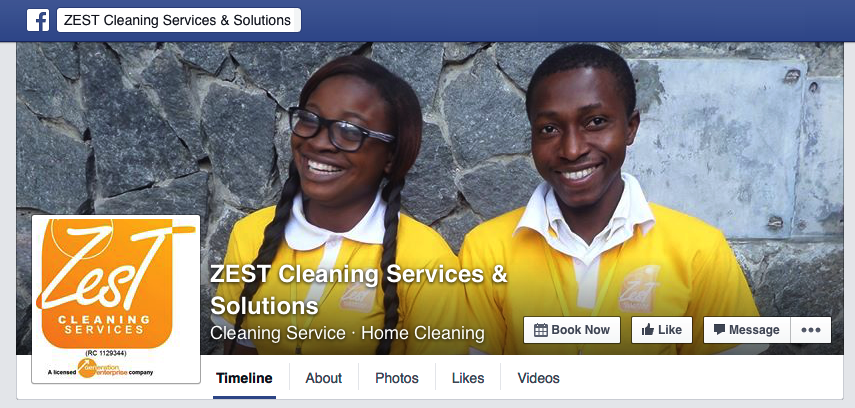 ZEST Cleaning Services & Solutions
ZEST Cleaning Services &
Solutions
Cleaning Service · Home Cleaning
Book Now
Like
Message
ZesT
CLEANING
SERVICES
(RC 1129344)
A licensed generation enterprise company
Timeline
About
Photos
Likes
Videos